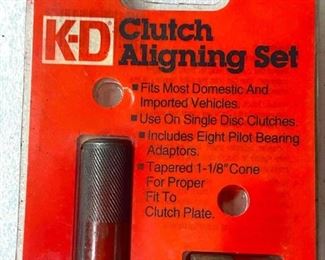 K-D
Clutch
Aligning Set
Fits Most Domestic And
Imported Vehicles.
Use On Single Disc Clutches.
Includes Eight Pilot Bearing
Adaptors.
Tapered 1-1/8" Cone
For Proper
Fit To
Clutch Plate.